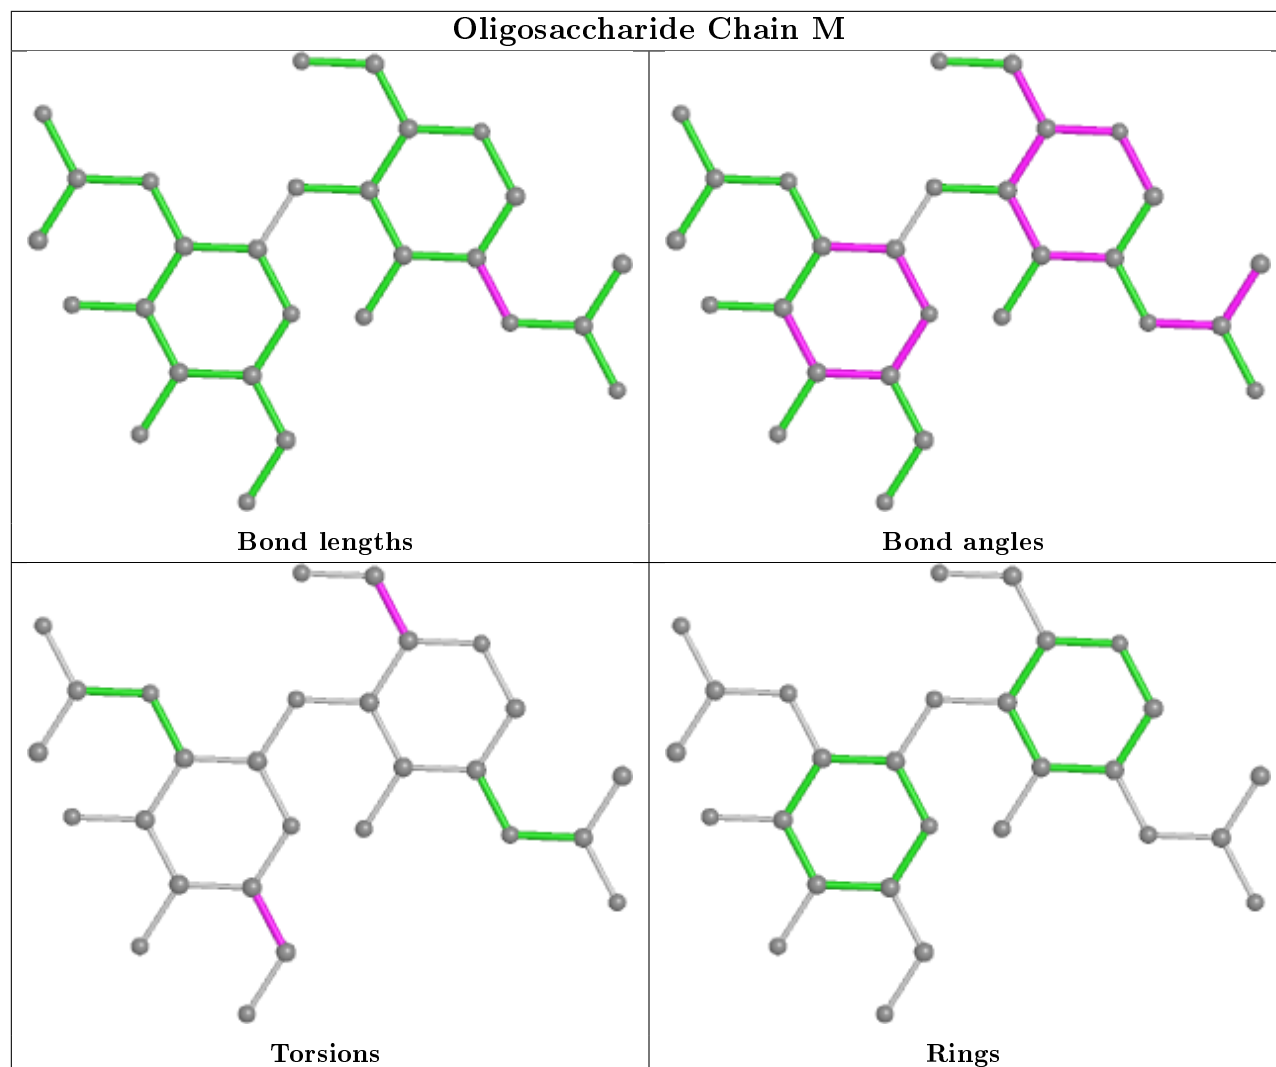 Oligosaccharide Chain M
Bond lengths
Bond angles
Torsions
Rings